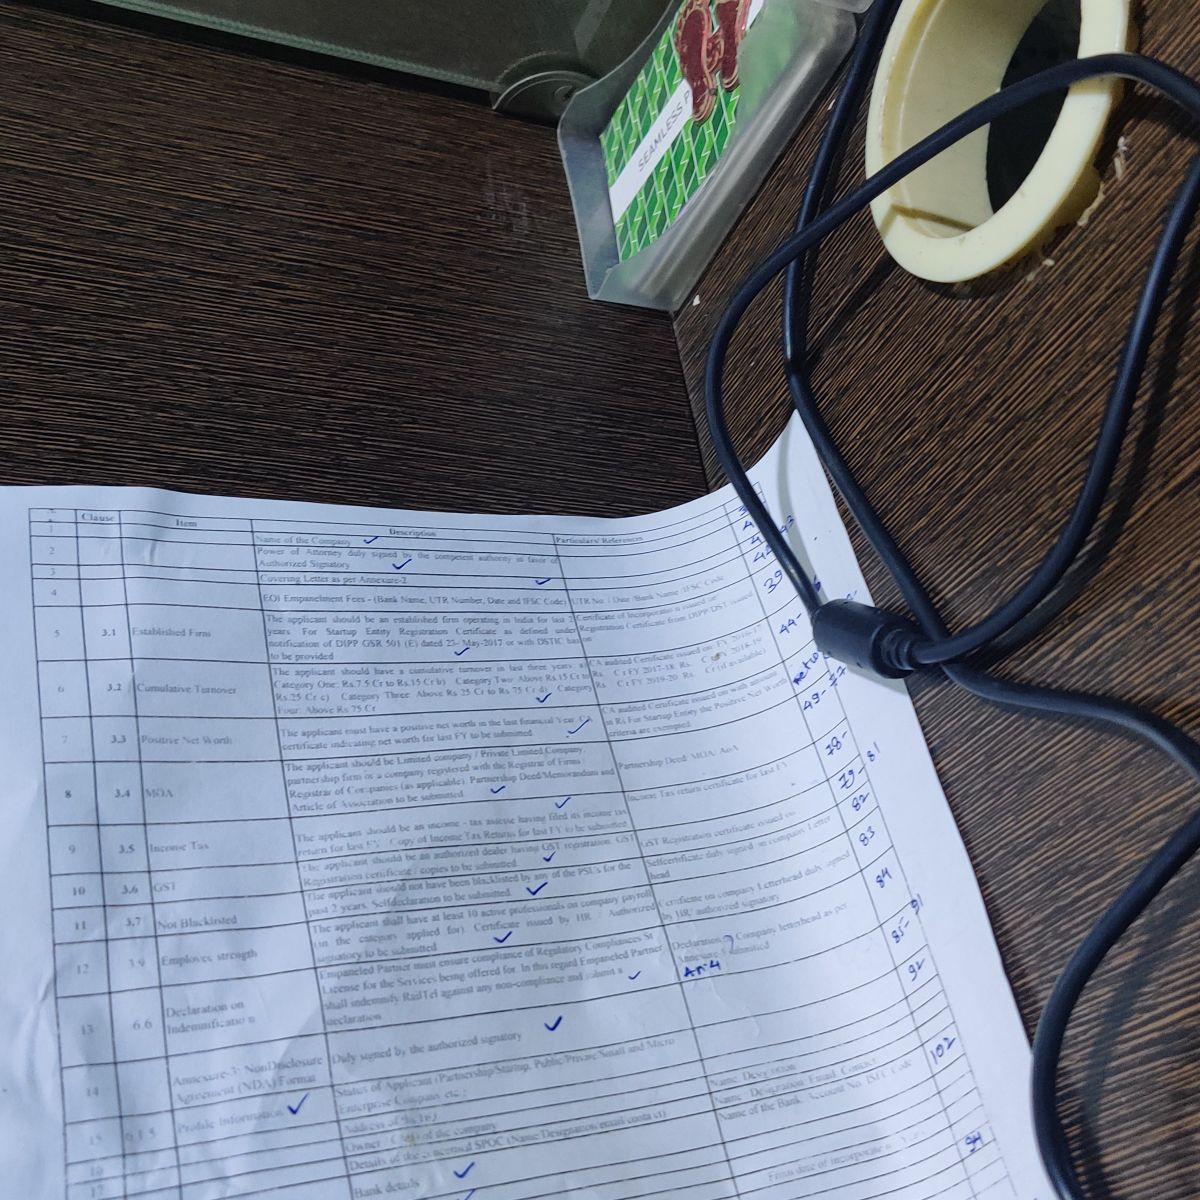 SEAMLESS P
Clause Item Description Particulars/ References
1 Name of the Company
2 Power of Attorney duly signed by the competent authority in favor of
Authorized Signatory
3 Covering Letter as per Annexure-2
4 EOI Empanelment Fees - (Bank Name, UTR Number, Date and IFSC Code) UTR No. / Date /Bank Name /IFSC Code
39
5 3.1 Established Firm
The applicant should be an established firm operating in India for last 2
years. For Startup Entity Registration Certificate as defined under
notification of DIPP GSR 501 (E) dated 23- May-2017 or with DSTIC has
to be provided
Certificate of Incorporation issued on
Registration Certificate from DIPP/DST issued
on
44-
6 3.2 Cumulative Turnover
The applicant should have a cumulative turnover in last three years a)
Category One: Rs.7.5 Cr to Rs.15 Cr b) Category Two: Above Rs.15 Cr to
Rs.25 Cr c) Category Three: Above Rs 25 Cr to Rs 75 Cr d) Category
Four: Above Rs 75 Cr
CA audited Certificate issued on FY 2016-17
Rs. Cr FY 2017-18 Rs. Cr FY 2018-19
Rs. Cr FY 2019-20 Rs. Cr (if available)
7 3.3 Positive Net Worth
The applicant must have a positive net worth in the last financial Year. CA
certificate indicating net worth for last FY to be submitted
CA audited Certificate issued on with amount
in Rs For Startup Entity the Positive Net Worth
criteria are exempted.
49-
8 3.4 MOA
The applicant should be Limited company / Private Limited Company,
partnership firm or a company registered with the Registrar of Firms/
Registrar of Companies (as applicable). Partnership Deed/Memorandum and
Article of Association to be submitted
Partnership Deed/ MOA/ AoA
78-
9 3.5 Income Tax
The applicant should be an income - tax assesse having filed its income tax
return for last FY. Copy of Income Tax Returns for last FY to be submitted
Income Tax return certificate for last FY
79-81
10 3.6 GST
The applicant should be an authorized dealer having GST registration. GST
Registration certificate / copies to be submitted
GST Registration certificate issued on
82
11 3.7 Not Blacklisted
The applicant should not have been blacklisted by any of the PSU's for the
past 2 years. Selfdeclaration to be submitted
Selfcertificate duly signed on company Letter
head
83
12 3.9 Employee strength
The applicant shall have at least 10 active professionals on company payroll
(in the category applied for). Certificate issued by HR / Authorized
signatory to be submitted
Certificate on company Letterhead duly signed
by HR/ authorized signatory
84
13 6.6 Declaration on
Indemnification
Empaneled Partner must ensure compliance of Regulatory Compliances St
License for the Services being offered for. In this regard Empaneled Partner
shall indemnify RailTel against any non-compliance and submit a
declaration
Declaration Company letterhead as per
Annexure submitted
An-4
85-91
14 Annexure-3: NonDisclosure
Agreement (NDA) Format
Duly signed by the authorized signatory
92
15 Profile Information
Status of Applicant (Partnership/Startup, Public/Private/Small and Micro
Enterprise Company etc.)
102
Owner / CMD of the company
Name Designation
Details of the concerned SPOC (Name/Designation/email/contact)
Name Designation Email Contact
17 Bank details
Name of the Bank, Account No. ISFC Code
From date of incorporate in Years
94